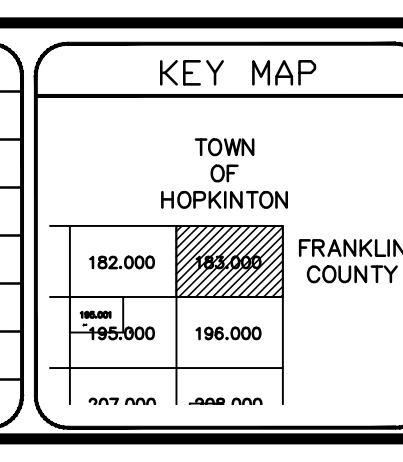 KEY MAP
TOWN
OF
HOPKINTON
FRANKLIN
COUNTY
182.000 183.000
195.001
195.000 196.000
207.000 208.000